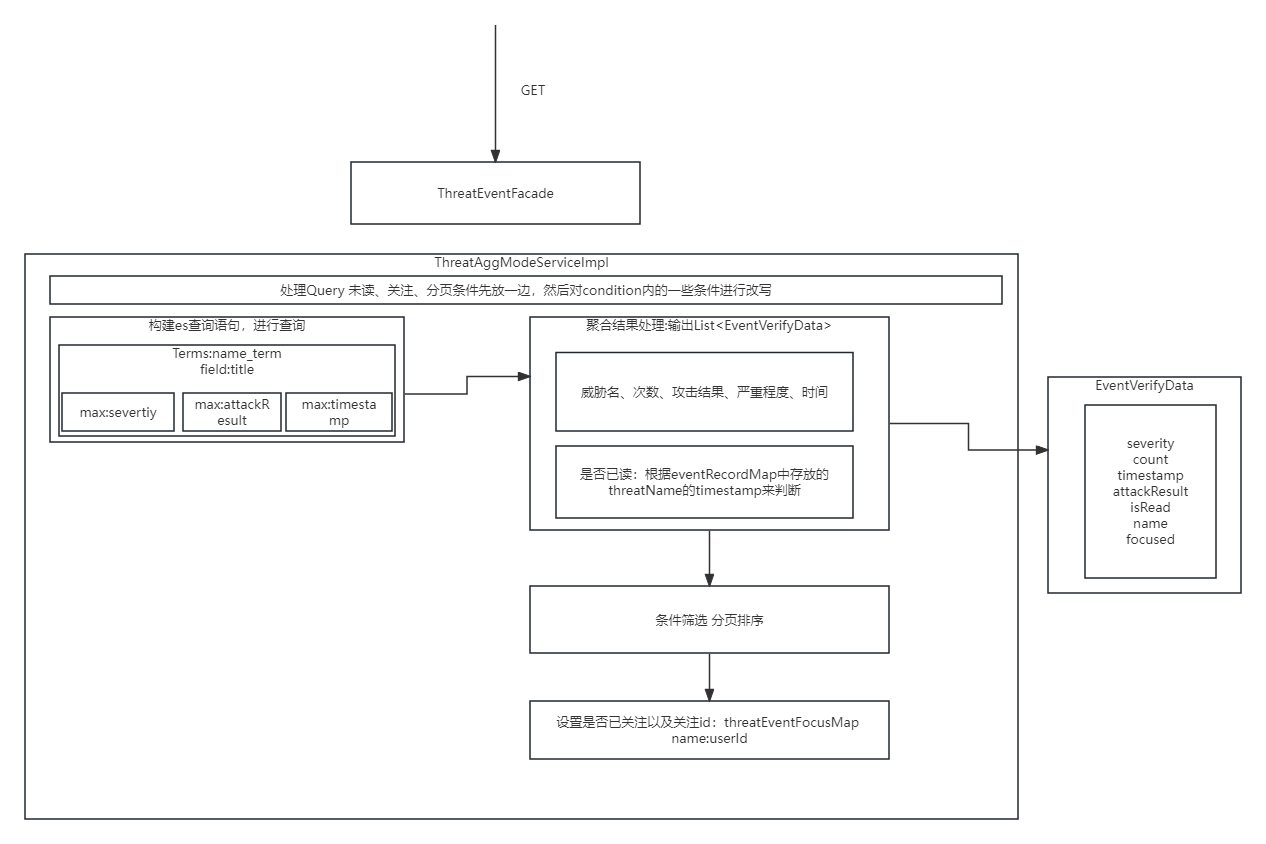 GET
ThreatEventFacade
ThreatAggModeServiceImpl
处理Query 未读、关注、分页条件先放一边，然后对condition内的一些条件进行改写
构建es查询语句，进行查询
Terms:name_term
field:title
max:severtiy
max:attackR
esult
max:timesta
mp
聚合结果处理:输出List<EventVerifyData>
威胁名、次数、攻击结果、严重程度、时间
是否已读：根据eventRecordMap中存放的
threatName的timestamp来判断
条件筛选 分页排序
设置是否已关注以及关注id：threatEventFocusMap
name:userId
EventVerifyData
severity
count
timestamp
attackResult
isRead
name
focused